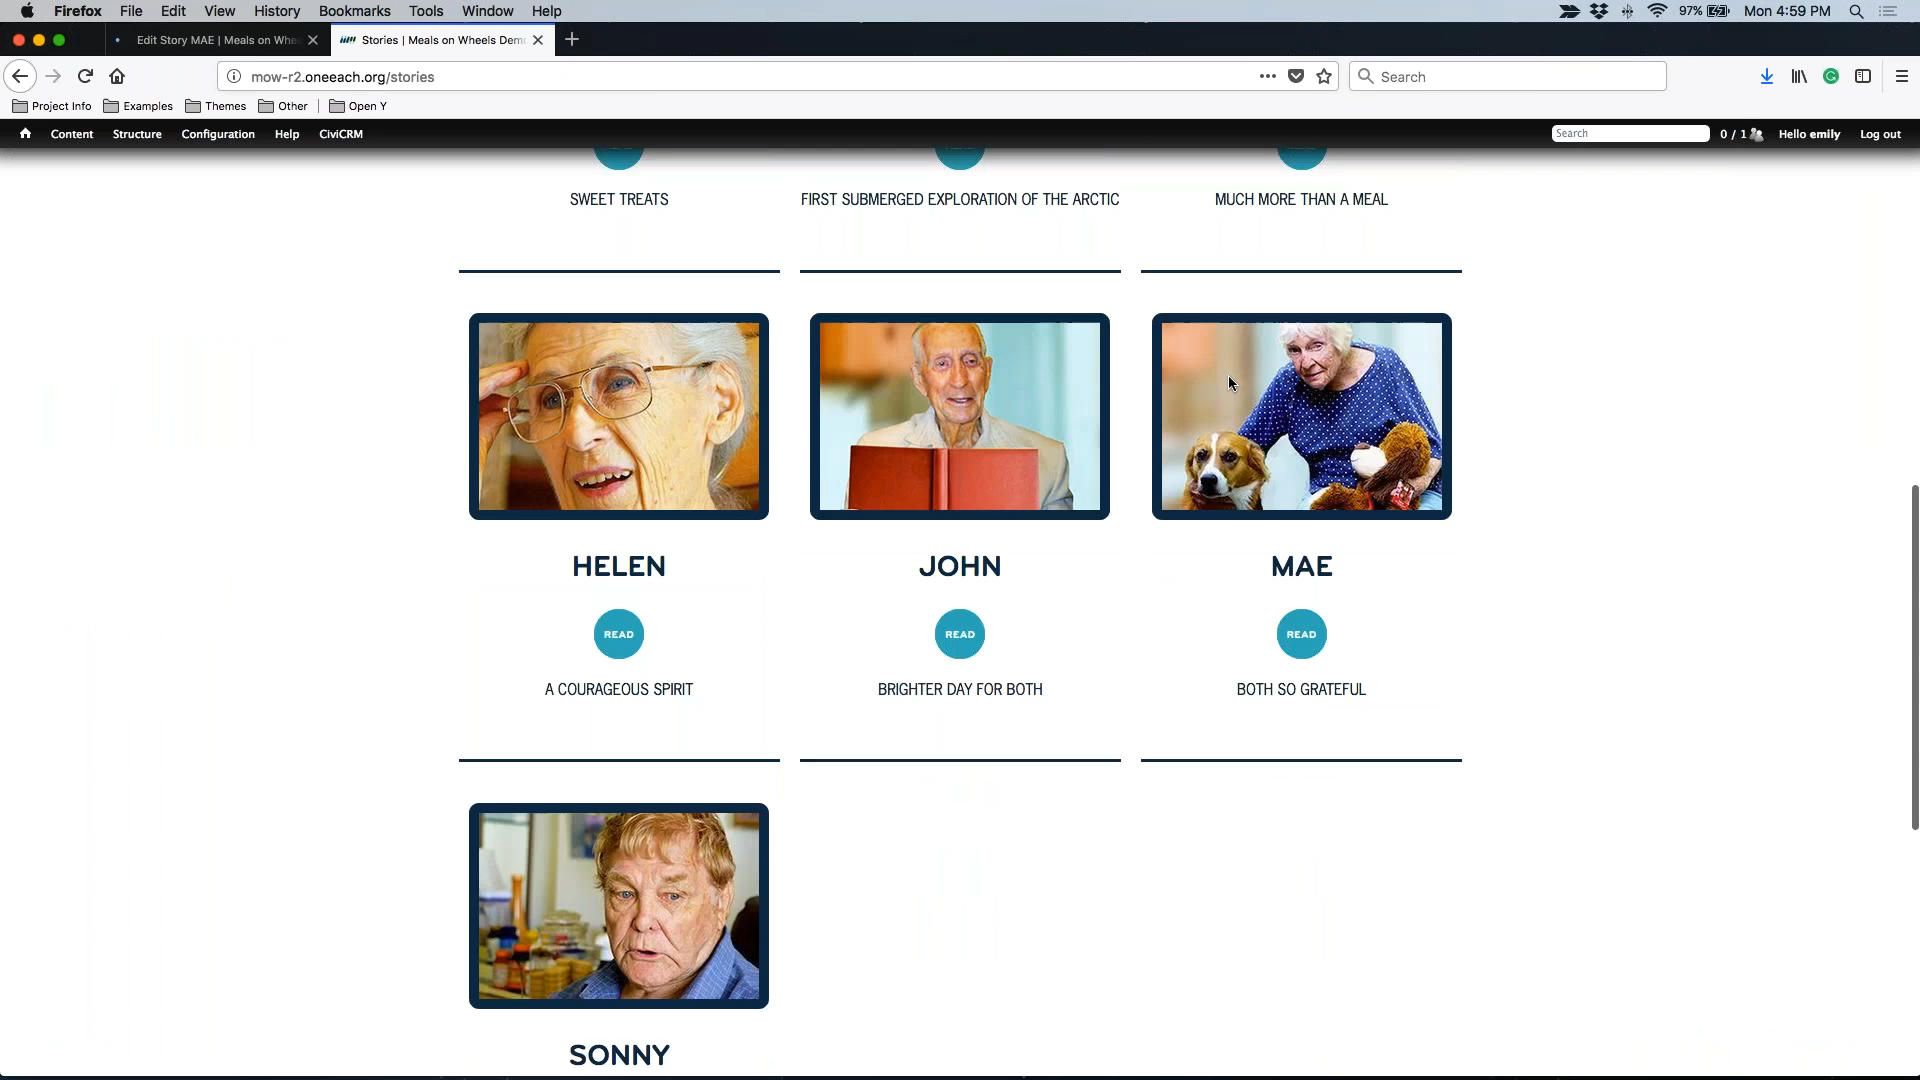 Firefox File Edit View History Bookmarks Tools Window Help 97% Mon 4:59 PM
Edit Story MAE | Meals on Whe Stories | Meals on Wheels Dem
mow-r2.oneeach.org/stories Search
Project Info Examples Themes Other Open Y
Content Structure Configuration Help CiviCRM Search 0 / 1 Hello emily Log out
SWEET TREATS FIRST SUBMERGED EXPLORATION OF THE ARCTIC MUCH MORE THAN A MEAL
HELEN JOHN MAE
READ READ READ
A COURAGEOUS SPIRIT BRIGHTER DAY FOR BOTH BOTH SO GRATEFUL
SONNY